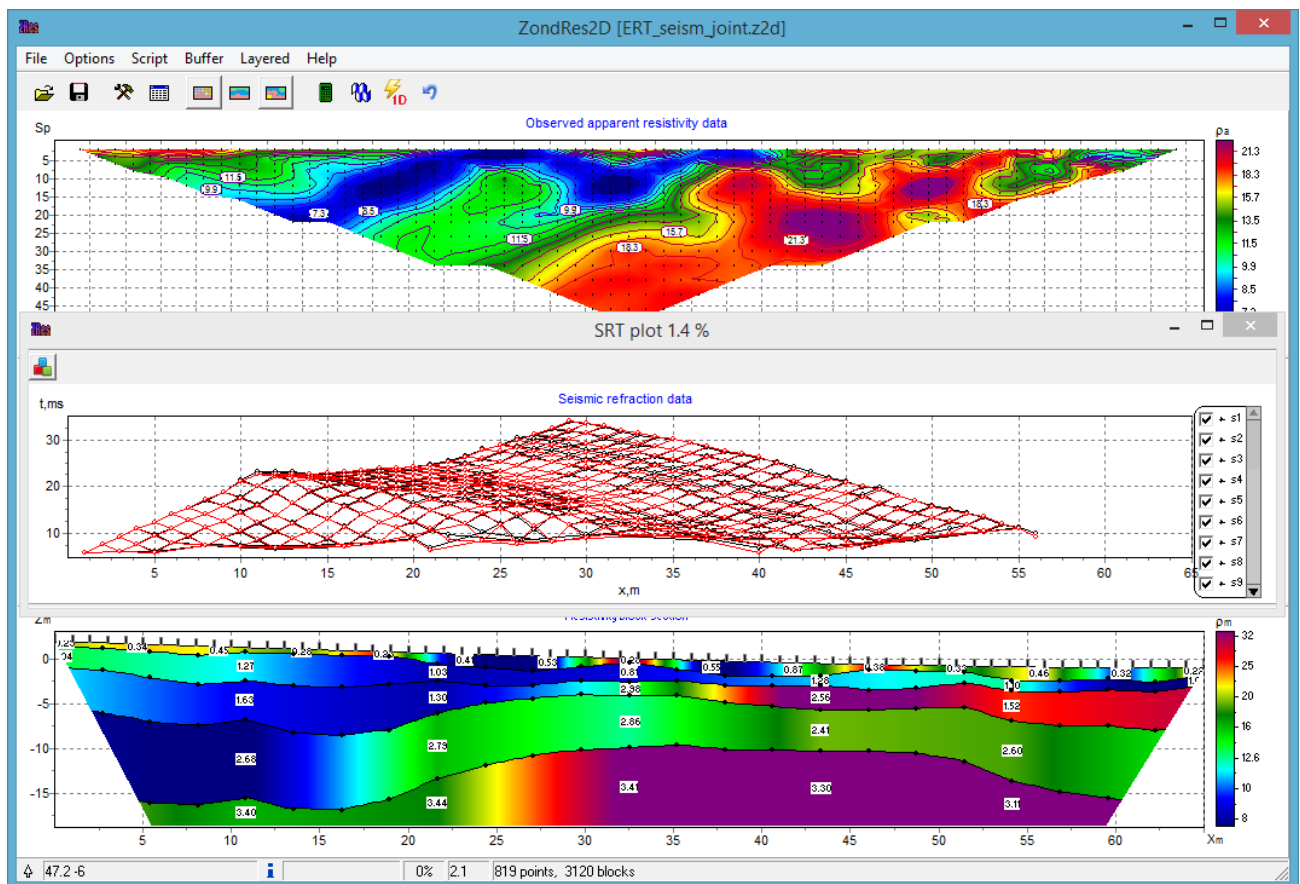 ZRes ZondRes2D [ERT_seism_joint.z2d]
File Options Script Buffer Layered Help
1D
Observed apparent resistivity data
Sp
ρa
5
10
15
20
25
30
35
40
45
11.5
9.9
7.3
8.5
11.5
9.9
15.7
18.3
21.3
18.3
21.3
18.3
15.7
13.5
11.5
9.9
8.5
ZRes SRT plot 1.4 %
Seismic refraction data
t,ms
30
20
10
5 10 15 20 25 30 35 40 45 50 55 60 65
x,m
s1
s2
s3
s4
s5
s6
s7
s8
s9
Zm
Resistivity block section
ρm
0
-5
-10
-15
0.34 0.45 0.28 0.41 0.53 0.55 0.87 0.46 0.32
1.27 1.03 0.81
1.63 1.30 2.98 2.56 1.52
2.68 2.79 2.86 2.41 2.60
3.40 3.44 3.41 3.30 3.11
32
25
20
16
12.6
10
8
5 10 15 20 25 30 35 40 45 50 55 60 Xm
47.2 -6 0% 2.1 819 points, 3120 blocks